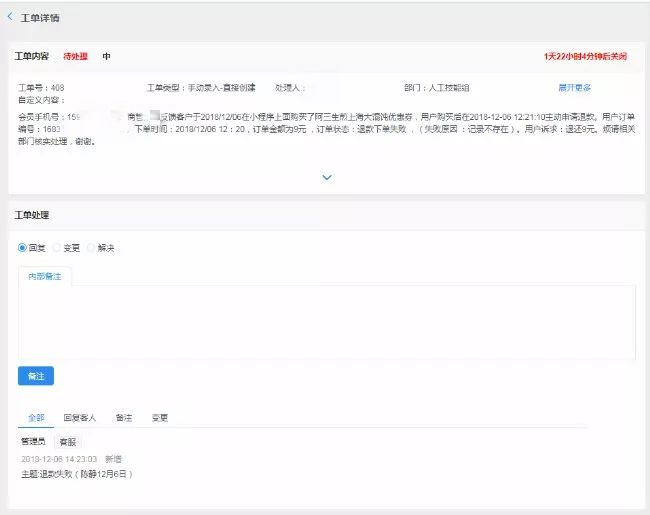 工单详情
工单内容 待处理 中 1天22小时4分钟后关闭
工单号：408 工单类型：手动录入-直接创建 处理人： 部门：人工技能组 展开更多
自定义内容：
会员手机号：159 商管 反馈客户于2018/12/06在小程序上面购买了阿三生煎上海大馄饨优惠券，用户购买后在2018-12-06 12:21:10主动申请退款。用户订单
编号：1683 、下单时间：2018/12/06 12：20，订单金额为9元，订单状态：退款下单失败，（失败原因：记录不存在）。用户诉求：退还9元。烦请相关
部门核实处理，谢谢。
工单处理
回复 变更 解决
内部备注
备注
全部 回复客人 备注 变更
管理员 客服
2018-12-06 14:23:03 新增
主题:退款失败（陈静12月6日）